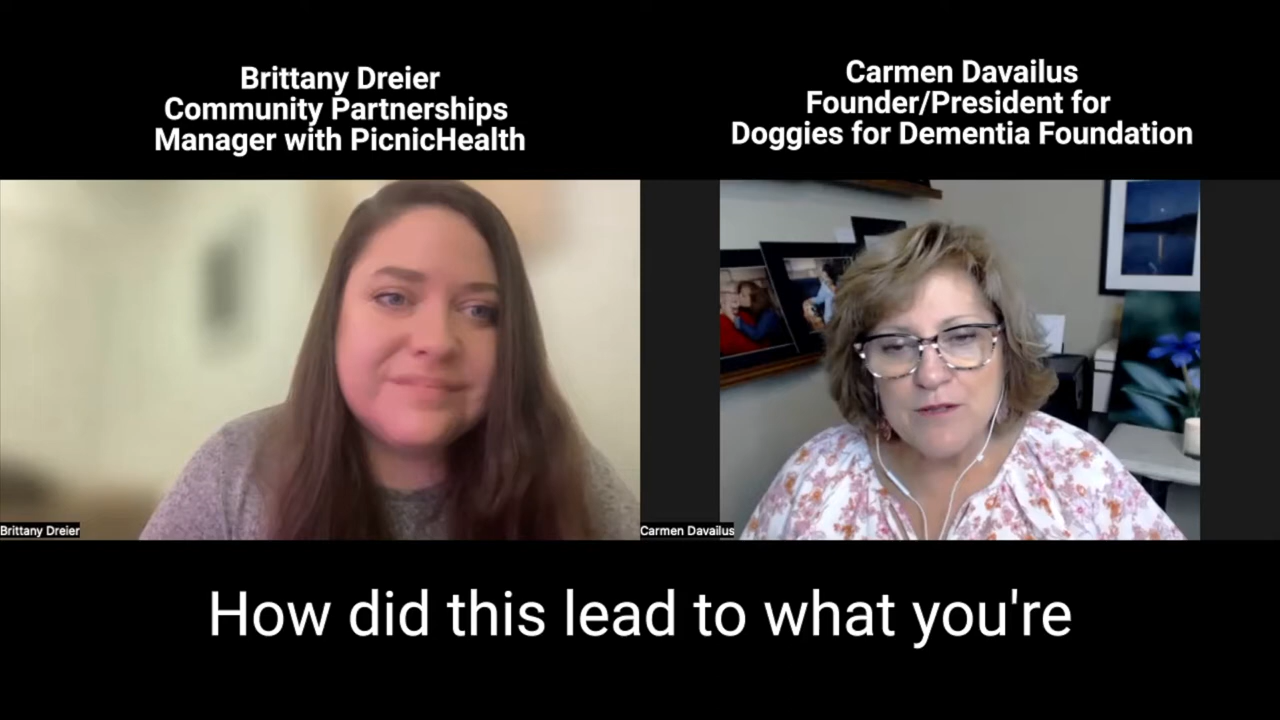 Brittany Dreier
Community Partnerships
Manager with PicnicHealth
Carmen Davailus
Founder/President for
Doggies for Dementia Foundation
Brittany Dreier
Carmen Davailus
How did this lead to what you're